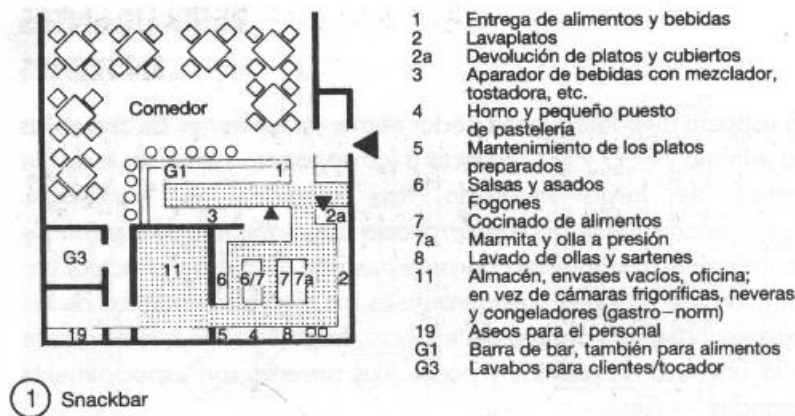 Comedor
G1
1
3
2a
G3
11
6
6/7
7
7a
2
19
5
4
8
1 Entrega de alimentos y bebidas
2 Lavaplatos
2a Devolución de platos y cubiertos
3 Aparador de bebidas con mezclador,
tostadora, etc.
4 Horno y pequeño puesto
de pastelería
5 Mantenimiento de los platos
preparados
6 Salsas y asados
Fogones
7 Cocinado de alimentos
7a Marmita y olla a presión
8 Lavado de ollas y sartenes
11 Almacén, envases vacíos, oficina;
en vez de cámaras frigoríficas, neveras
y congeladores (gastro–norm)
19 Aseos para el personal
G1 Barra de bar, también para alimentos
G3 Lavabos para clientes/tocador
1 Snackbar